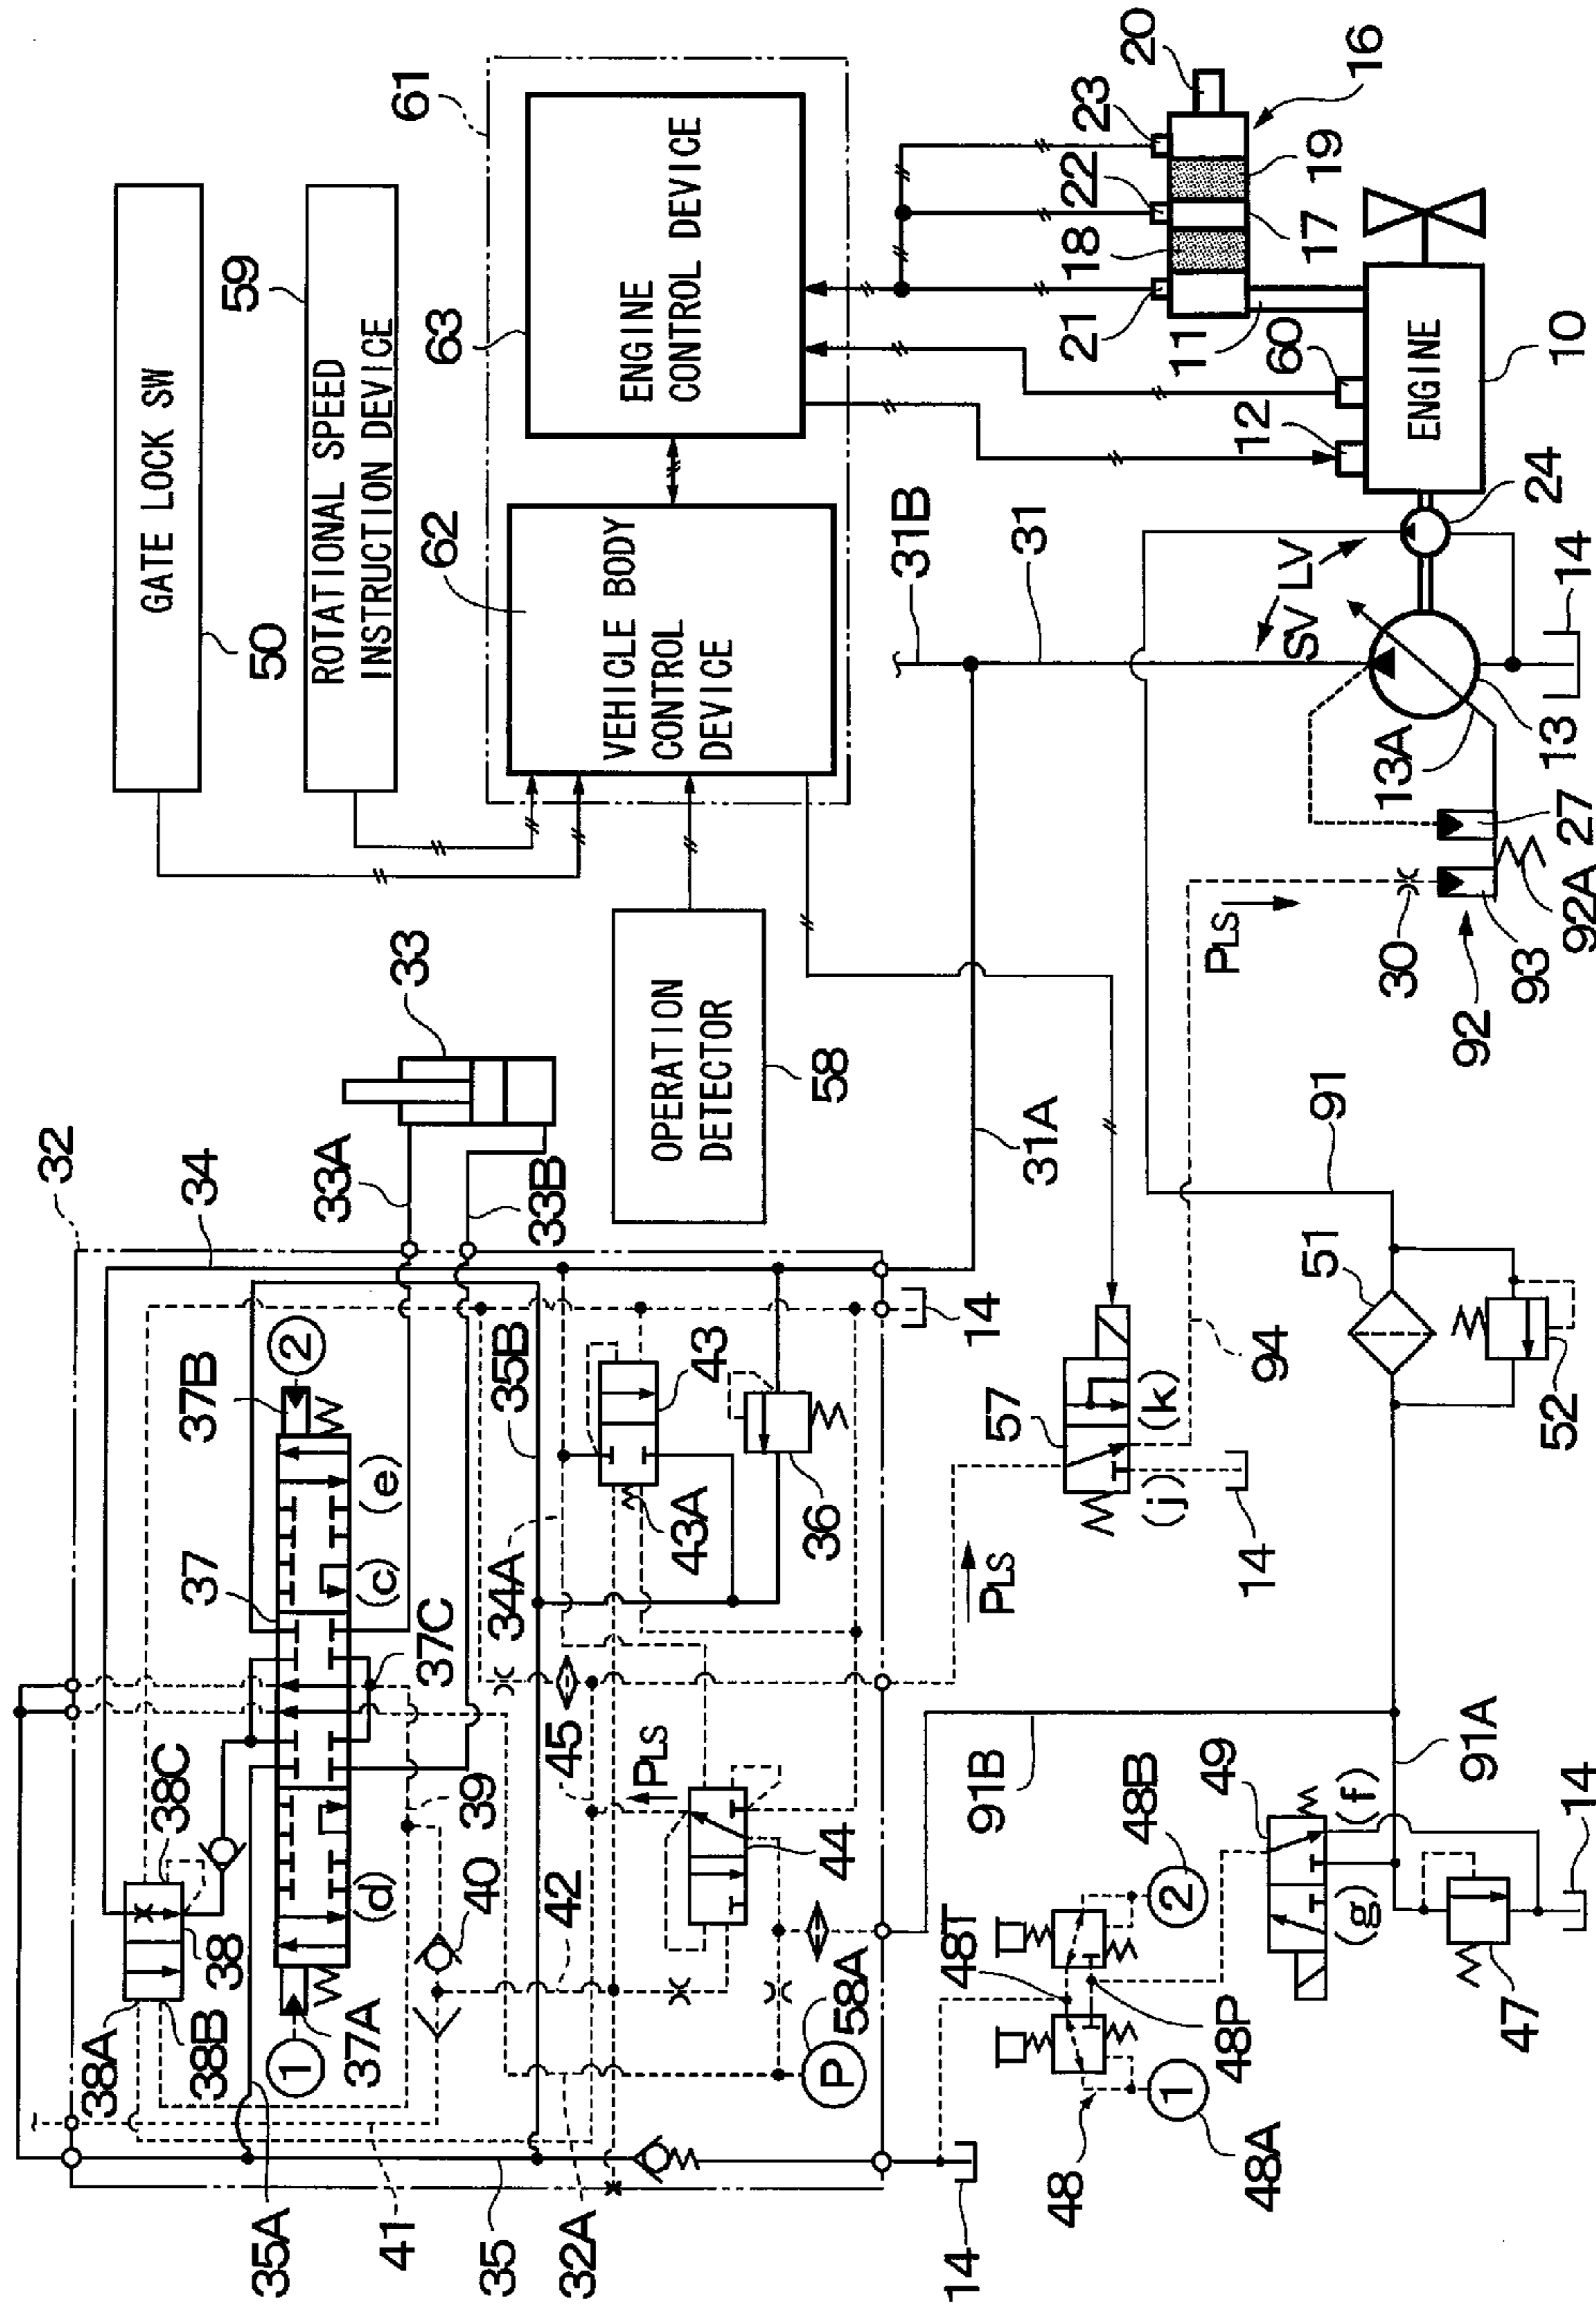 GATE LOCK SW
50
ROTATIONAL SPEED
INSTRUCTION DEVICE
59
61
ENGINE
CONTROL DEVICE
63
VEHICLE BODY
CONTROL
DEVICE
62
OPERATION
DETECTOR
58
20
23
22
16
19
18
17
21
11
60
12
ENGINE
10
24
14
LV
SV
31B
31
13
13A
27
92A
93
92
30
PLS
31A
91
94
51
52
57
(k)
(j)
14
PLS
33
33A
33B
32
34
37B
2
35B
43
14
37
(e)
(c)
37C
34A
43A
36
38C
38
(d)
39
40
45
42
PLS
44
38A
38B
1
37A
P
58A
35A
41
35
32A
14
91B
91A
48B
2
49
(f)
(g)
48T
48P
48
1
48A
47
14